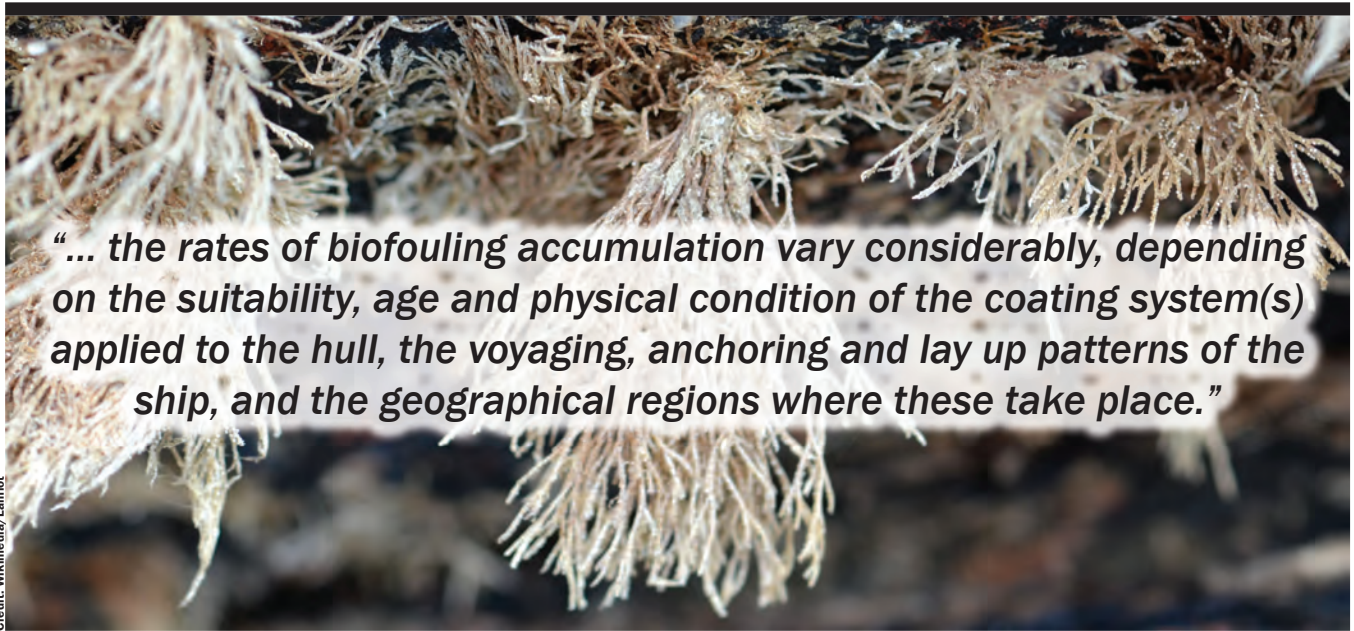 “... the rates of biofouling accumulation vary considerably, depending
on the suitability, age and physical condition of the coating system(s)
applied to the hull, the voyaging, anchoring and lay up patterns of the
ship, and the geographical regions where these take place.”
Credit: Wikimedia/